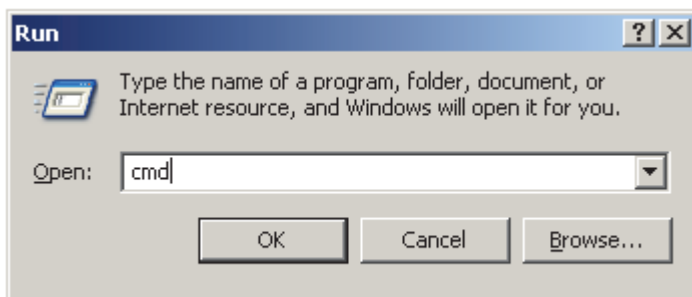 Run
Type the name of a program, folder, document, or
Internet resource, and Windows will open it for you.
Open: cmd
OK Cancel Browse...